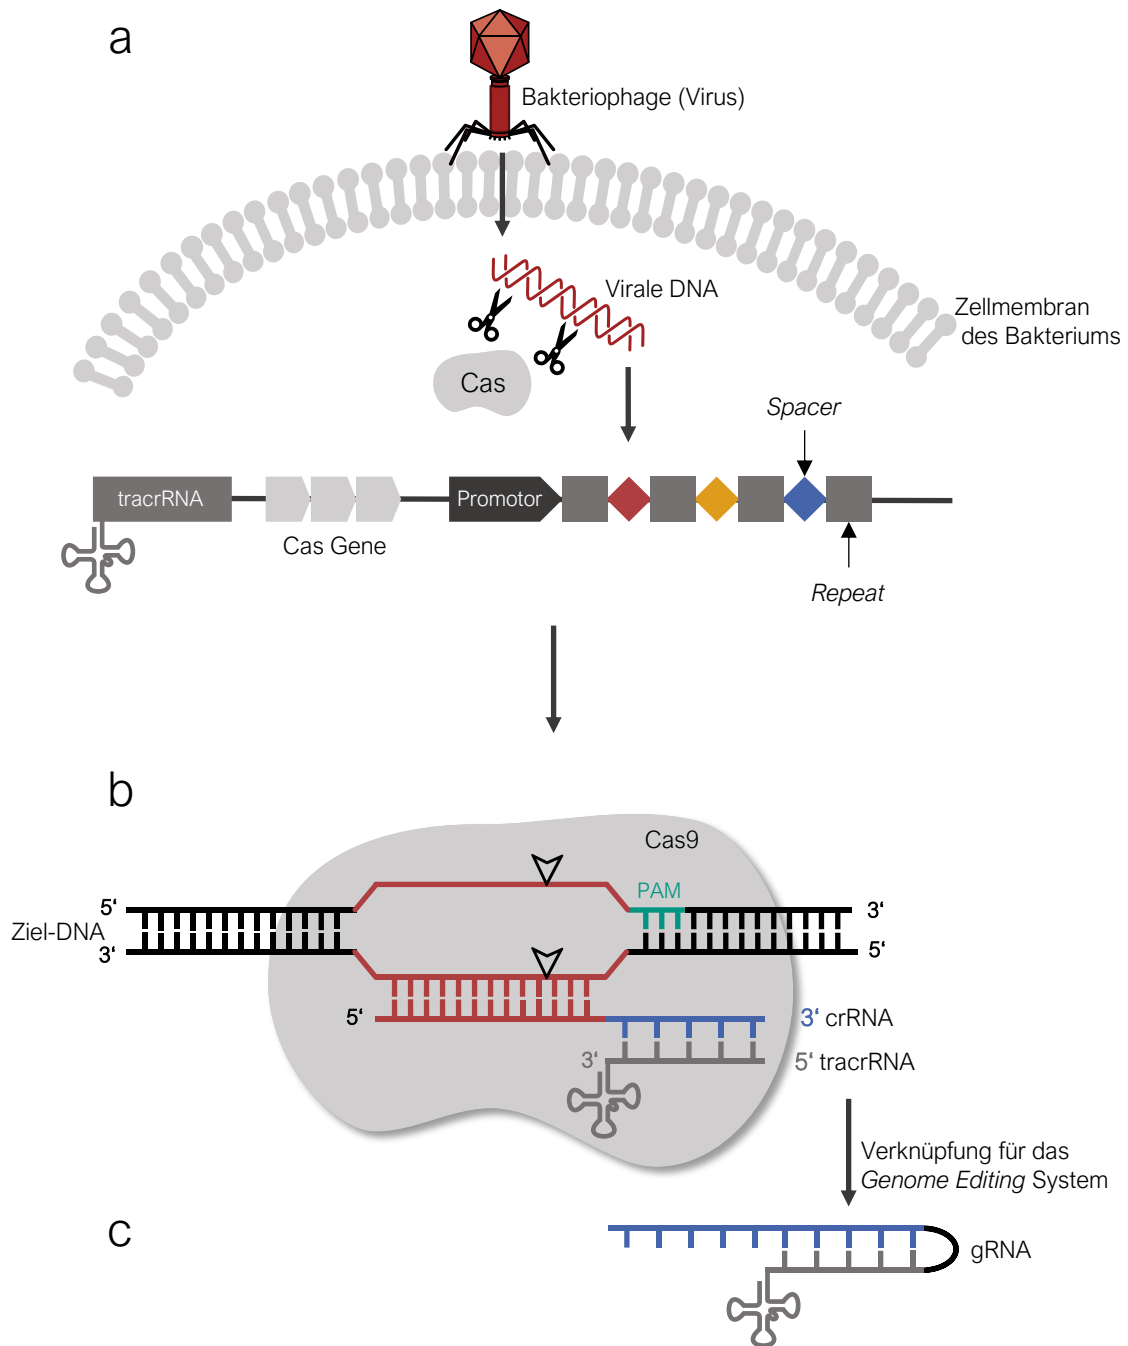 a
Bakteriophage (Virus)
Virale DNA
Zellmembran
des Bakteriums
Cas
Spacer
tracrRNA
Promotor
Cas Gene
Repeat
b
Cas9
PAM
5‘
3‘
Ziel-DNA
3‘
5‘
5‘
3‘ crRNA
3‘
5‘ tracrRNA
Verknüpfung für das
Genome Editing System
c
gRNA